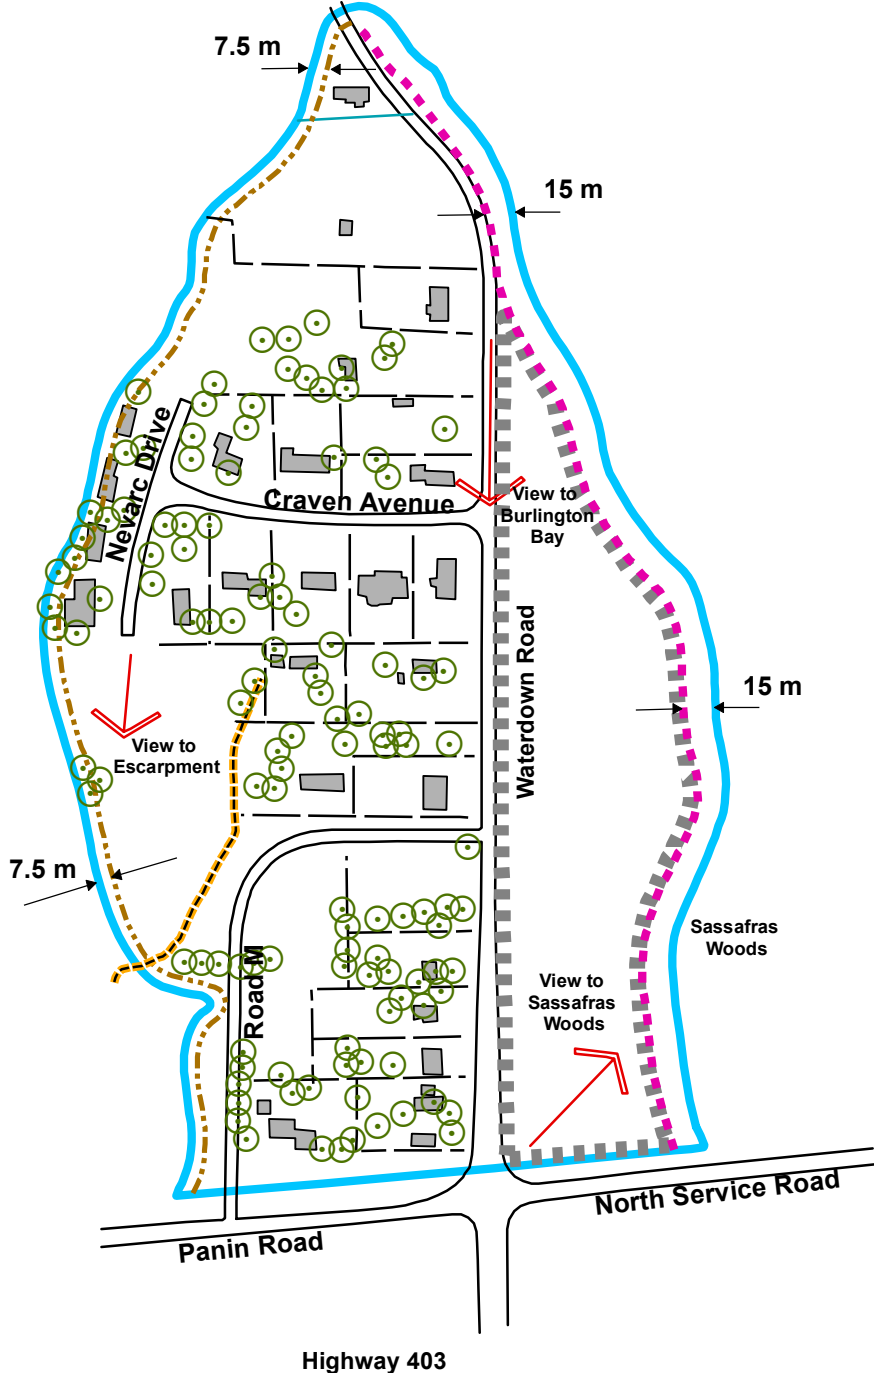 7.5 m
15 m
Nevarc Drive
Craven Avenue
View to
Burlington
Bay
Waterdown Road
15 m
View to
Escarpment
7.5 m
Sassafras
Woods
Road M
View to
Sassafras
Woods
North Service Road
Panin Road
Highway 403